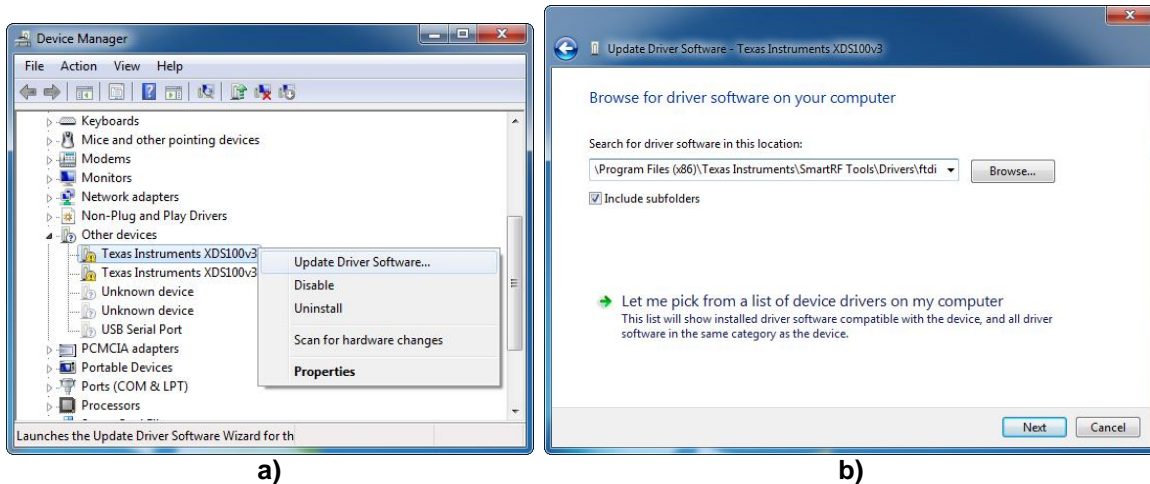 Device Manager
File Action View Help
Keyboards
Mice and other pointing devices
Modems
Monitors
Network adapters
Non-Plug and Play Drivers
Other devices
Texas Instruments XDS100v3
Texas Instruments XDS100v3
Unknown device
Unknown device
USB Serial Port
PCMCIA adapters
Portable Devices
Ports (COM & LPT)
Processors
Update Driver Software...
Disable
Uninstall
Scan for hardware changes
Properties
Launches the Update Driver Software Wizard for th
a)
Update Driver Software - Texas Instruments XDS100v3
Browse for driver software on your computer
Search for driver software in this location:
\Program Files (x86)\Texas Instruments\SmartRF Tools\Drivers\ftdi
Browse...
Include subfolders
Let me pick from a list of device drivers on my computer
This list will show installed driver software compatible with the device, and all driver
software in the same category as the device.
Next Cancel
b)